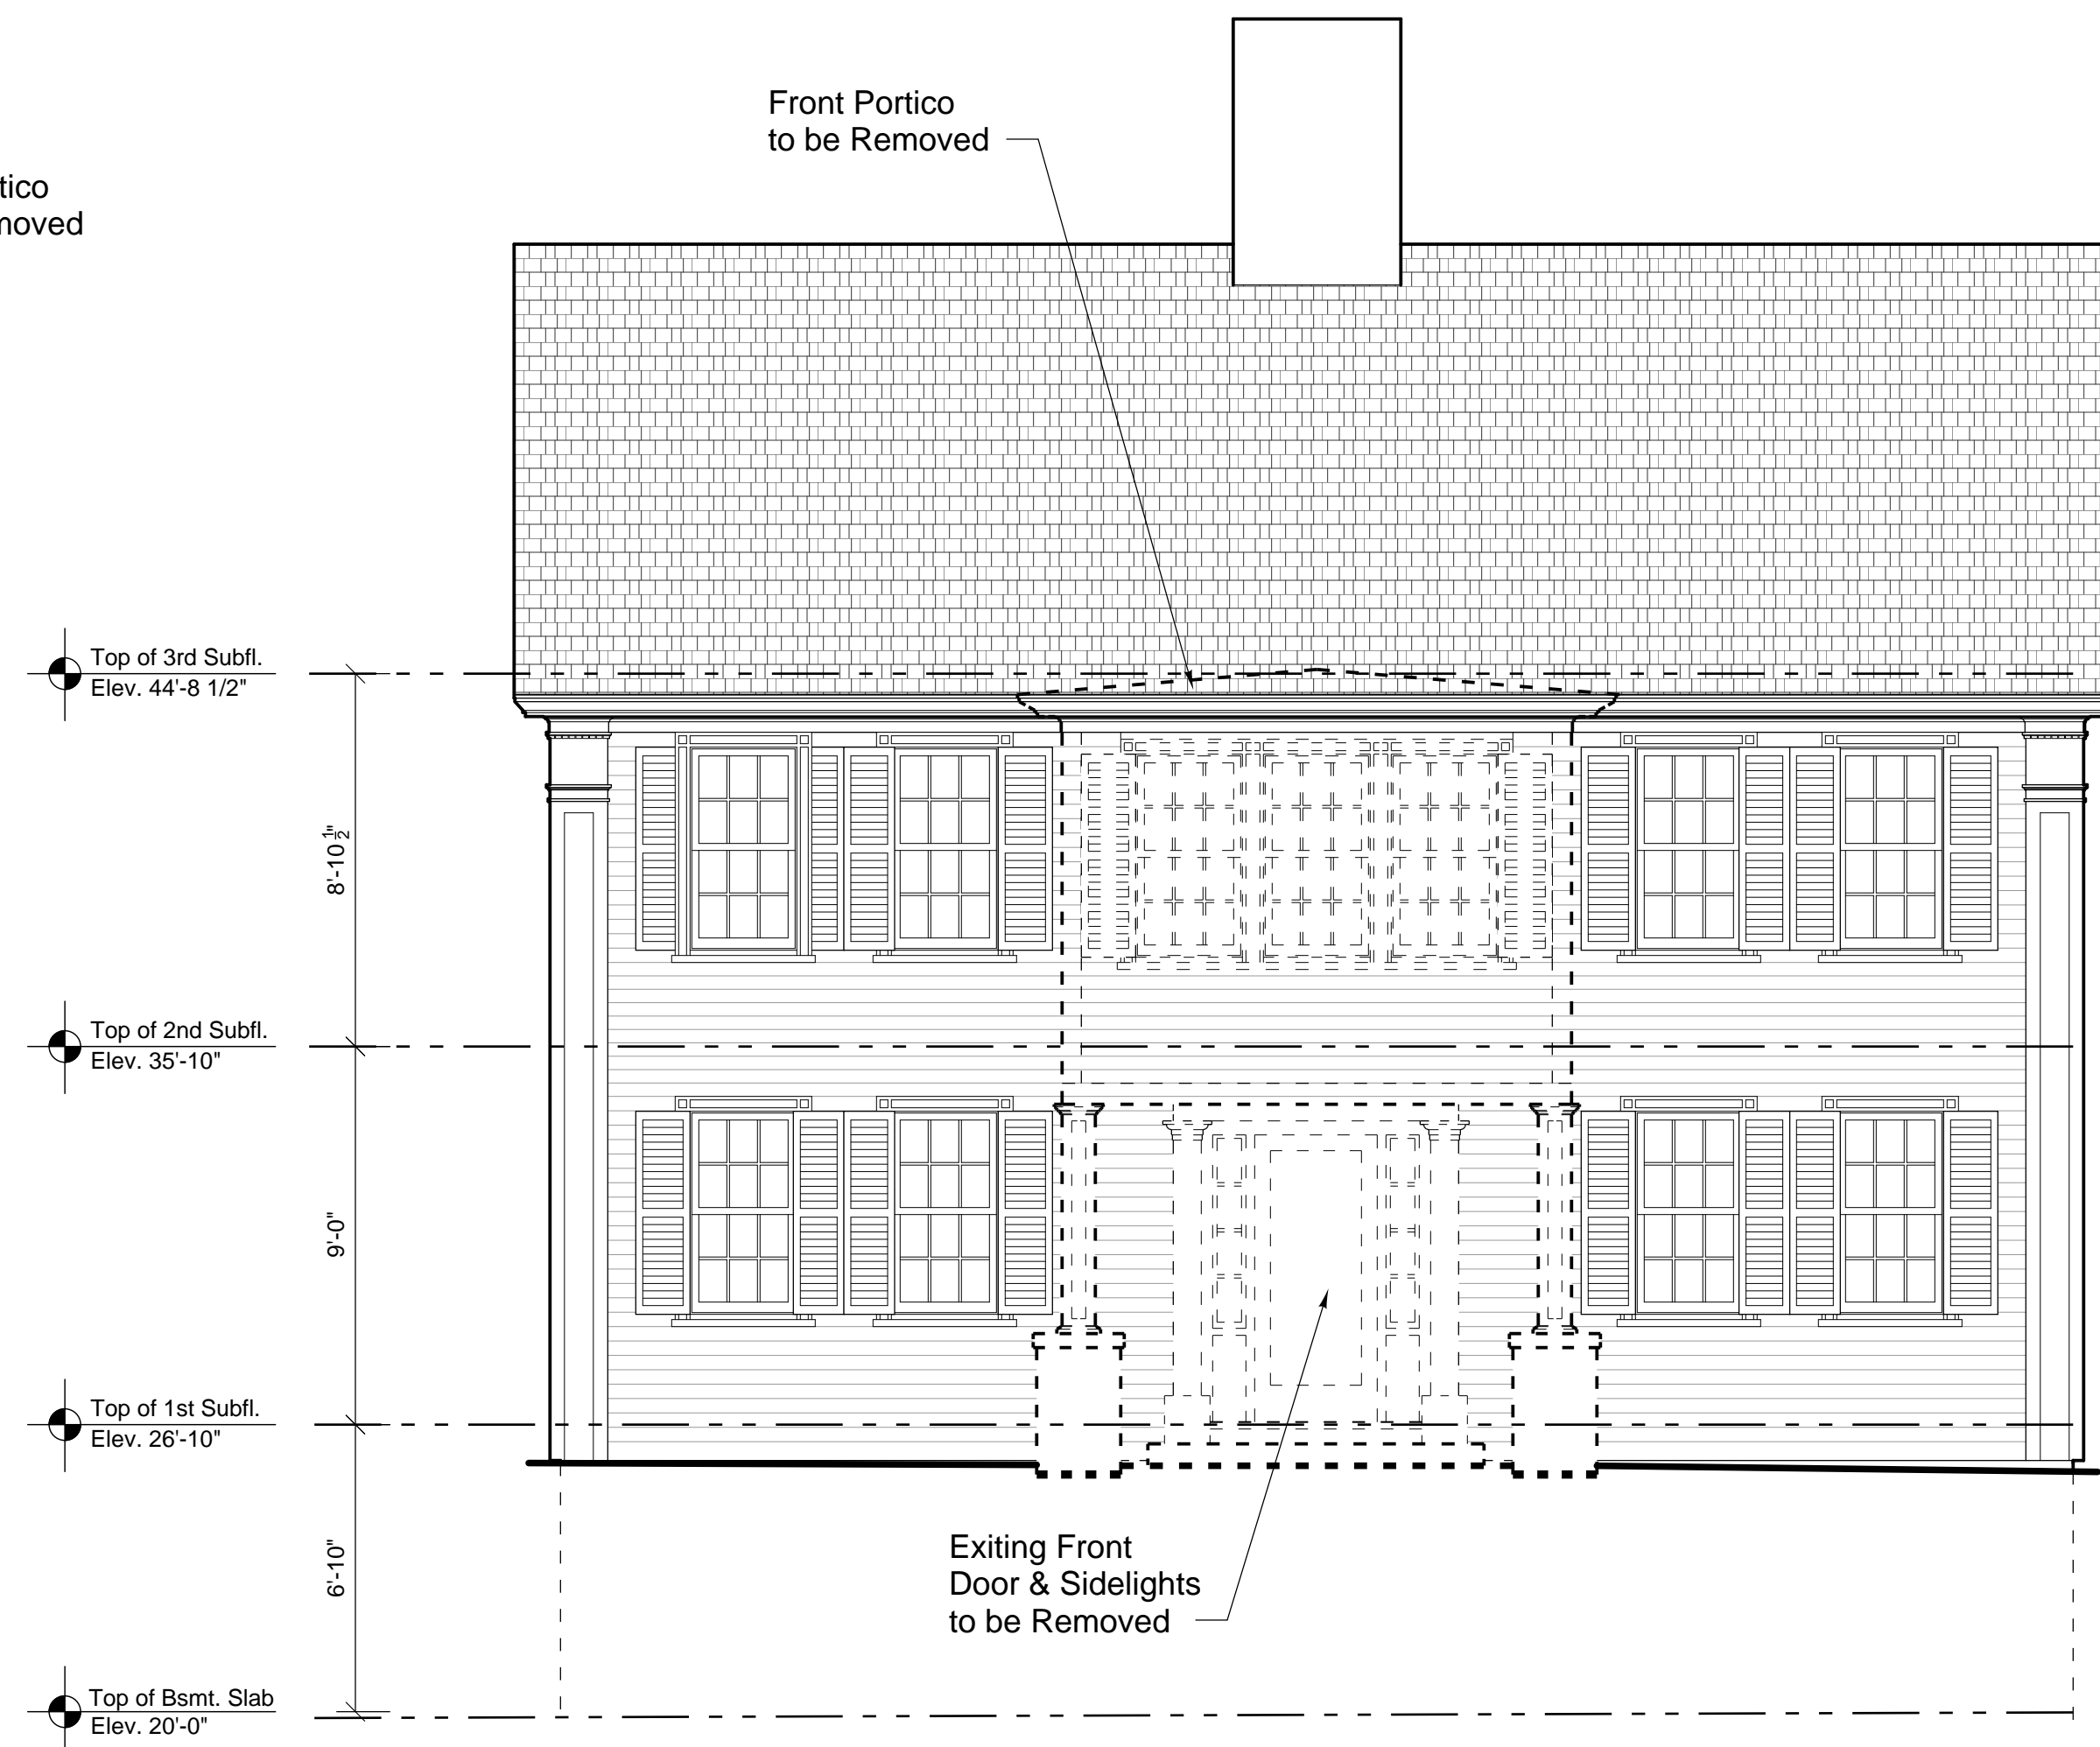 Front Portico
to be Removed
tico
moved
Top of 3rd Subfl.
Elev. 44'-8 1/2"
8'-10 1/2"
Top of 2nd Subfl.
Elev. 35'-10"
9'-0"
Top of 1st Subfl.
Elev. 26'-10"
6'-10"
Exiting Front
Door & Sidelights
to be Removed
Top of Bsmt. Slab
Elev. 20'-0"